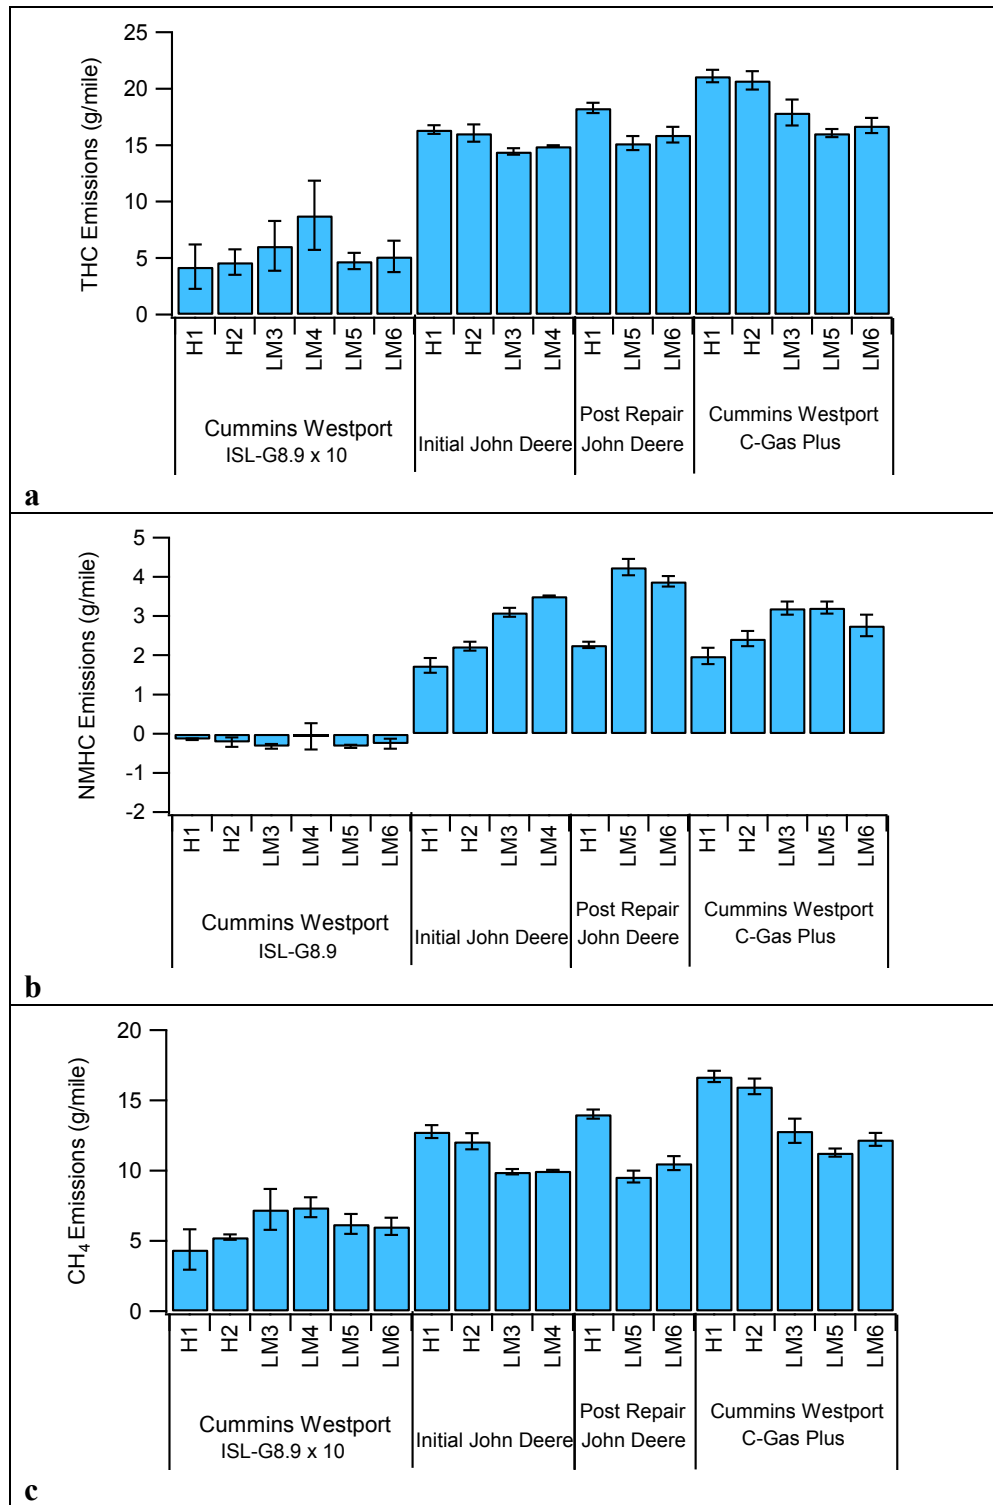 THC Emissions (g/mile)
25
20
15
10
5
0
H1 H2 LM3 LM4 LM5 LM6 H1 H2 LM3 LM4 H1 LM5 LM6 H1 H2 LM3 LM5 LM6
Cummins Westport
ISL-G8.9 x 10
Initial John Deere
Post Repair
John Deere
Cummins Westport
C-Gas Plus
a
NMHC Emissions (g/mile)
5
4
3
2
1
0
-1
-2
H1 H2 LM3 LM4 LM5 LM6 H1 H2 LM3 LM4 H1 LM5 LM6 H1 H2 LM3 LM5 LM6
Cummins Westport
ISL-G8.9
Initial John Deere
Post Repair
John Deere
Cummins Westport
C-Gas Plus
b
CH₄ Emissions (g/mile)
20
15
10
5
0
H1 H2 LM3 LM4 LM5 LM6 H1 H2 LM3 LM4 H1 LM5 LM6 H1 H2 LM3 LM5 LM6
Cummins Westport
ISL-G8.9 x 10
Initial John Deere
Post Repair
John Deere
Cummins Westport
C-Gas Plus
c